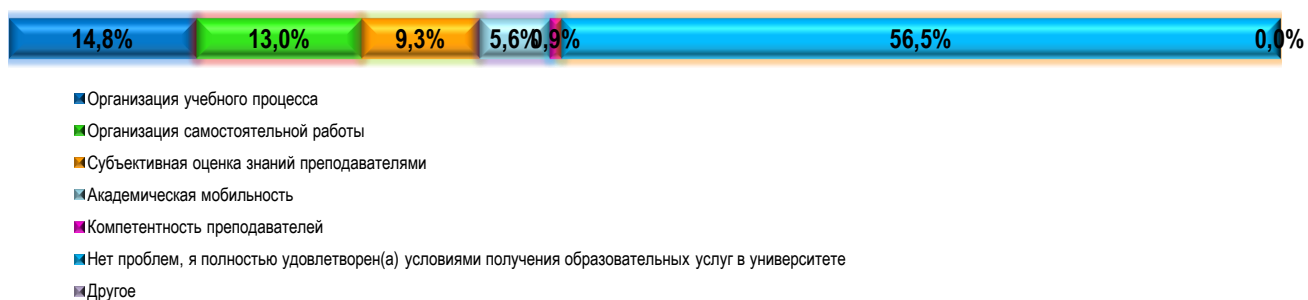 14,8% 13,0% 9,3% 5,6% 0,9% 56,5% 0,0%
Организация учебного процесса
Организация самостоятельной работы
Субъективная оценка знаний преподавателями
Академическая мобильность
Компетентность преподавателей
Нет проблем, я полностью удовлетворен(а) условиями получения образовательных услуг в университете
Другое